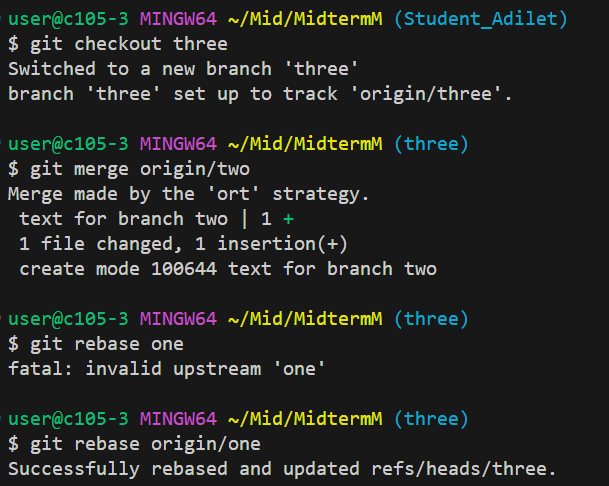 user@c105-3 MINGW64 ~/Mid/MidtermM (Student_Adilet)
$ git checkout three
Switched to a new branch 'three'
branch 'three' set up to track 'origin/three'.
user@c105-3 MINGW64 ~/Mid/MidtermM (three)
$ git merge origin/two
Merge made by the 'ort' strategy.
 text for branch two | 1 +
 1 file changed, 1 insertion(+)
 create mode 100644 text for branch two
user@c105-3 MINGW64 ~/Mid/MidtermM (three)
$ git rebase one
fatal: invalid upstream 'one'
user@c105-3 MINGW64 ~/Mid/MidtermM (three)
$ git rebase origin/one
Successfully rebased and updated refs/heads/three.